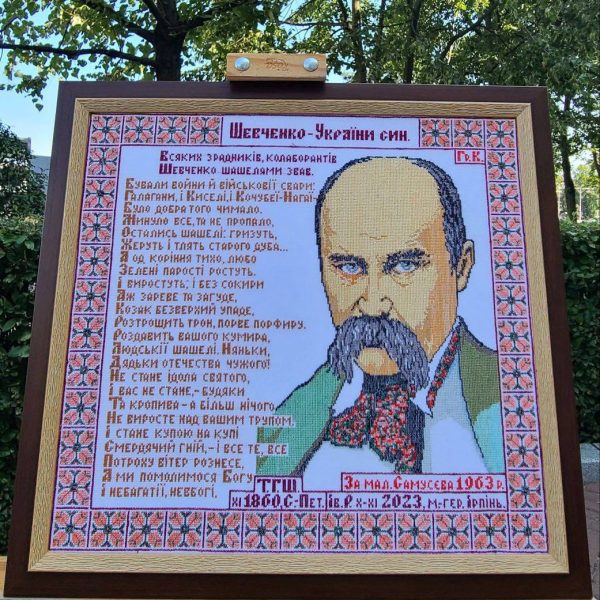 Шевченко-України син.
Гр.К.
Всяких зрадників, колаборантів
Шевченко шашелями звав.
Бували войни й військовії свари:
Галаґани, і Киселі, і Кочубеї-Нагаї-
Було добра того чимало.
Минуло все, та не пропало,
Остались шашелі: гризуть,
Жеруть і тлять старого дуба...
А од коріння тихо, любо
Зелені парості ростуть.
І виростуть; і без сокири
Аж зареве та загуде,
Козак безверхий упаде,
Розтрощить трон, порве порфиру,
Роздавить вашого кумира,
Людськії шашелі. Няньки,
Дядьки отечества чужого!
Не стане ідола святого,
І вас не стане,- будяки
Та кропива-а більш нічого
Не виросте над вашим трупом.
І стане купою на купі
Смердячий гній,-і все те, все
Потроху вітер рознесе,
А ми помолимося Богу
І небагатії, невбогі.
ТГШ
За мал. Самусєва 1963 р.
XI 1860, С.-Пет. Ів.Р. X-XI 2023, м.-гер. Ірпінь.